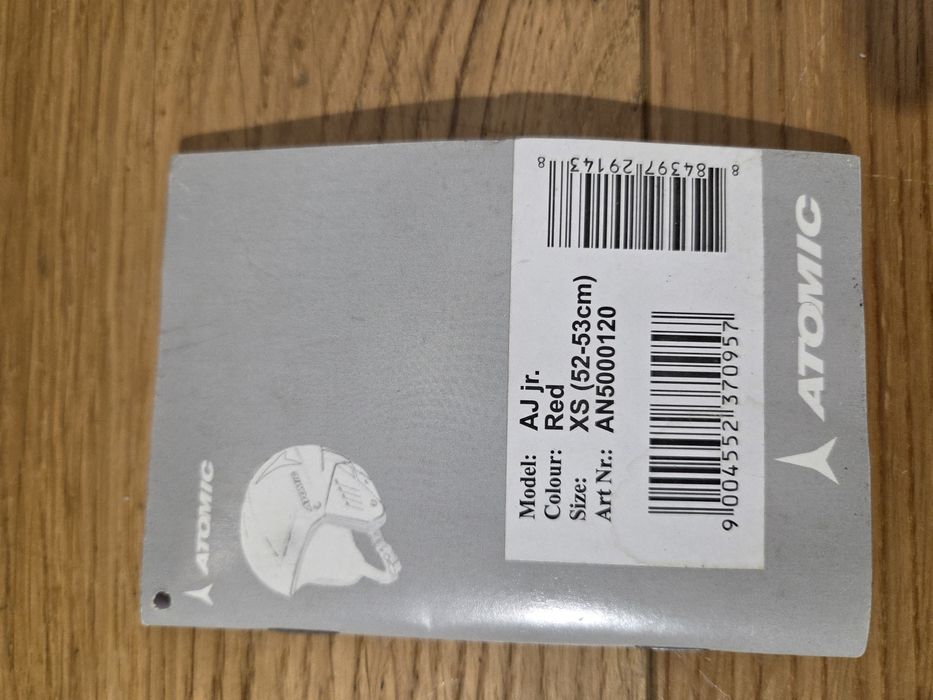 ATOMIC
Model: AJ jr.
Colour: Red
Size: XS (52-53cm)
Art Nr.: AN5000120
9 004552 370957
8 84397 29143 8
ATOMIC